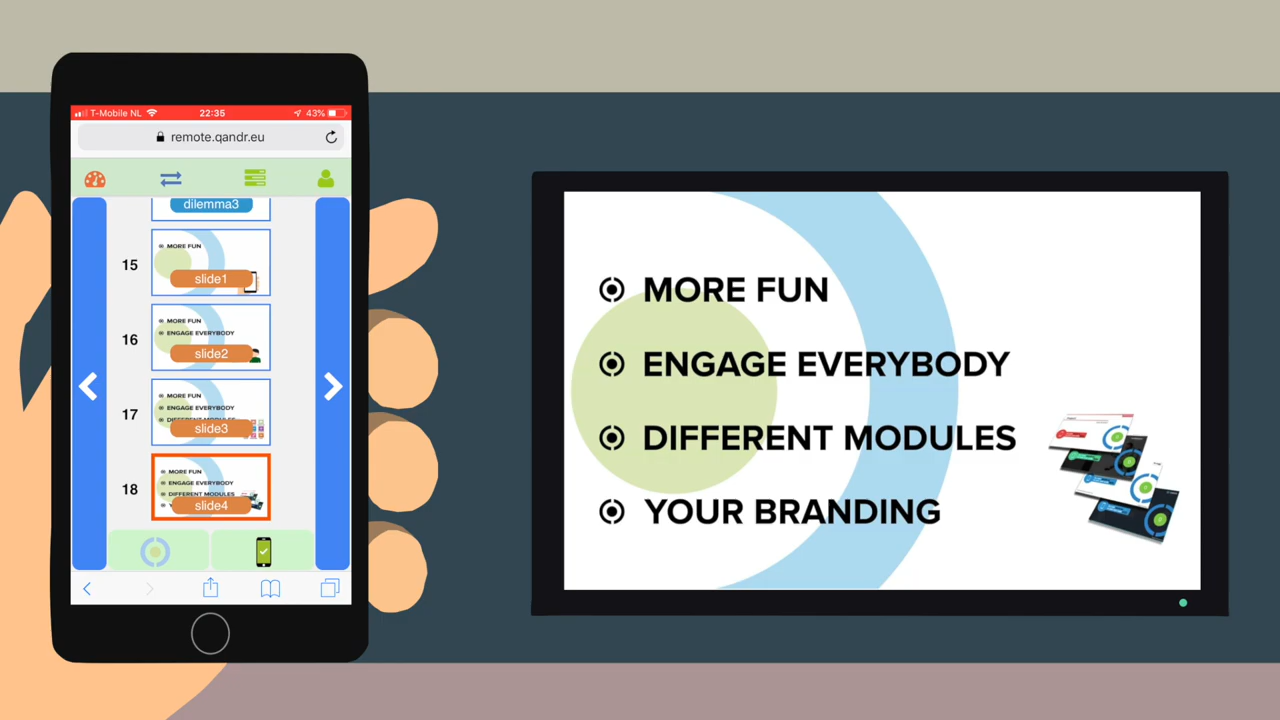 T-Mobile NL
22:35
43%
remote.qandr.eu
dilemma3
15
MORE FUN
slide1
16
MORE FUN
ENGAGE EVERYBODY
slide2
17
MORE FUN
ENGAGE EVERYBODY
DIFFERENT MODULES
slide3
18
MORE FUN
ENGAGE EVERYBODY
DIFFERENT MODULES
slide4
MORE FUN
ENGAGE EVERYBODY
DIFFERENT MODULES
YOUR BRANDING